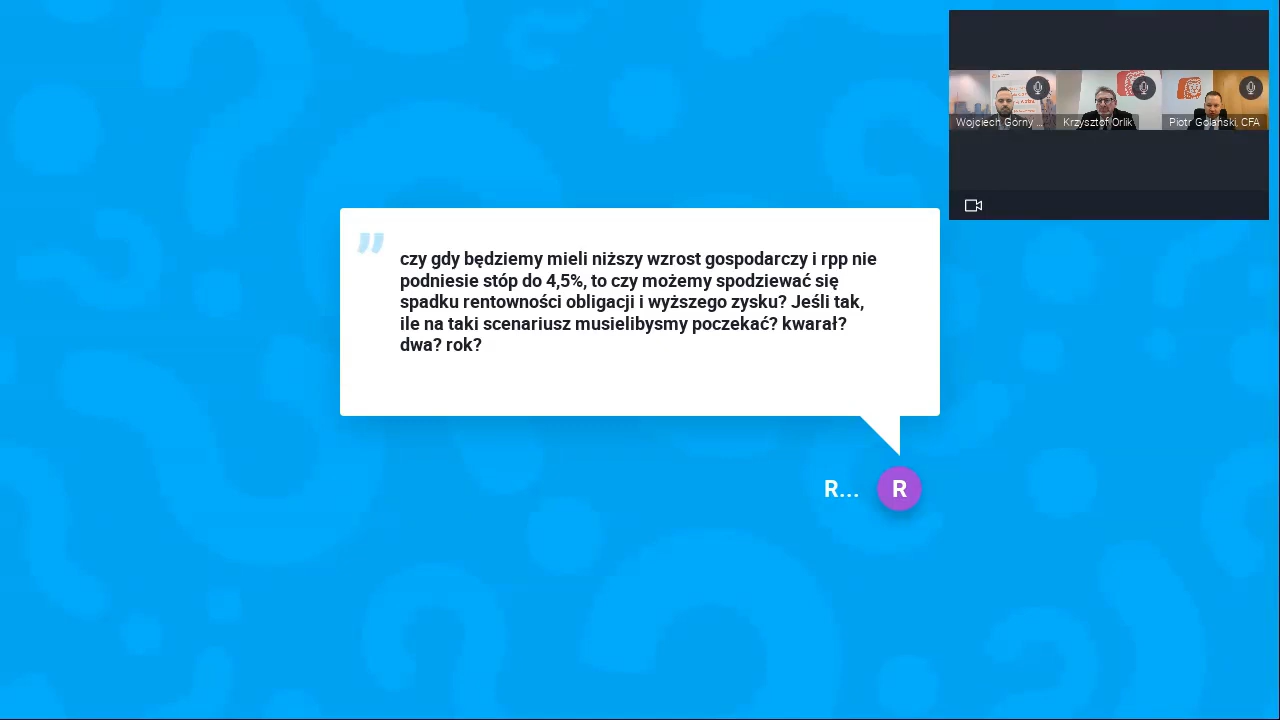 Wojciech Górny ...
Krzysztof Orlik
Piotr Golański, CFA
czy gdy będziemy mieli niższy wzrost gospodarczy i rpp nie
podniesie stóp do 4,5%, to czy możemy spodziewać się
spadku rentowności obligacji i wyższego zysku? Jeśli tak,
ile na taki scenariusz musielibysmy poczekać? kwarał?
dwa? rok?
R...
R